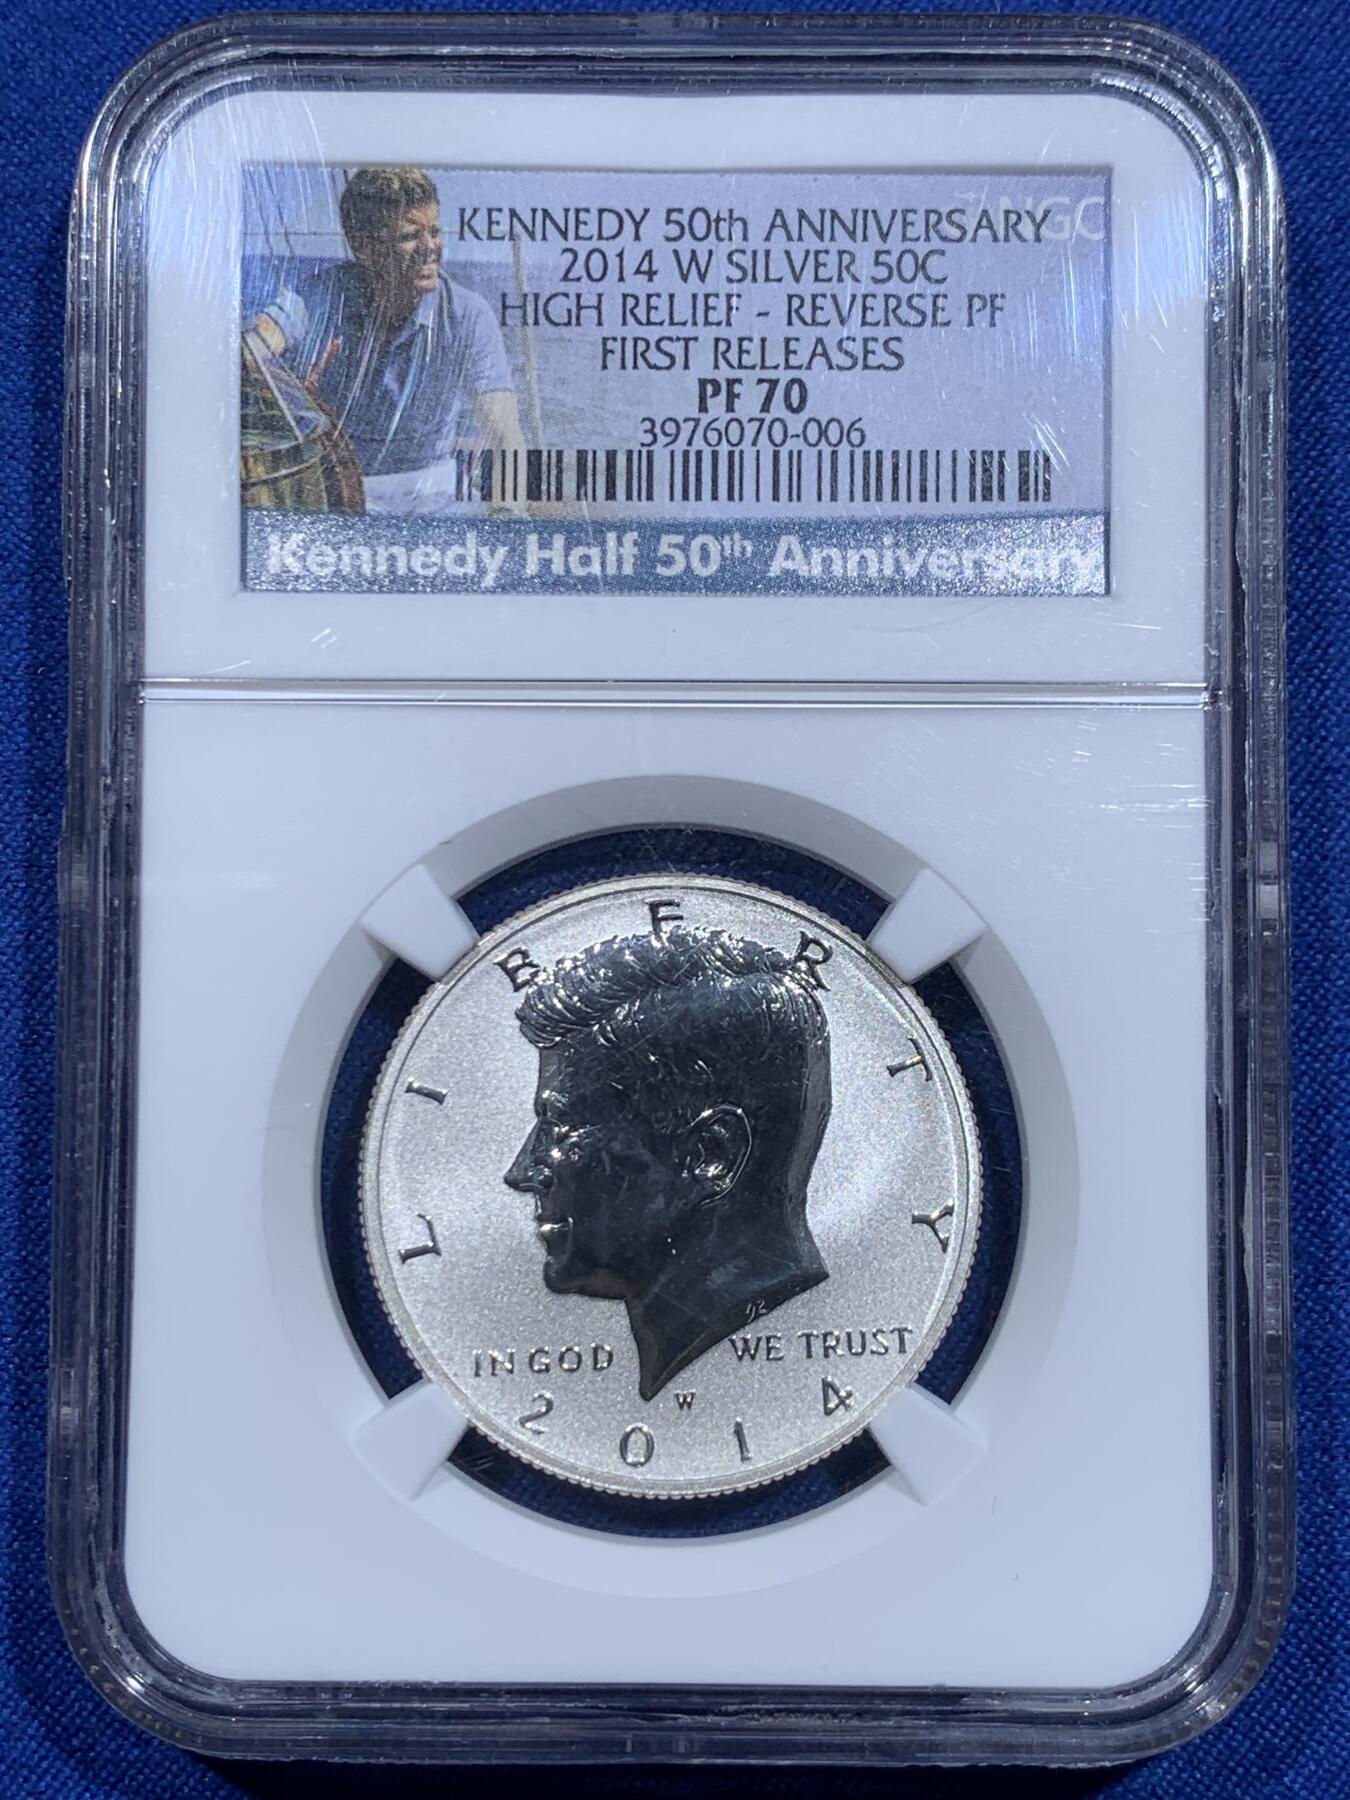 NGC
KENNEDY 50th ANNIVERSARY
2014 W SILVER 50C
HIGH RELIEF - REVERSE PF
FIRST RELEASES
PF 70
3976070-006
Kennedy Half 50th Anniversary
LIBERTY
IN GOD WE TRUST
W
2014